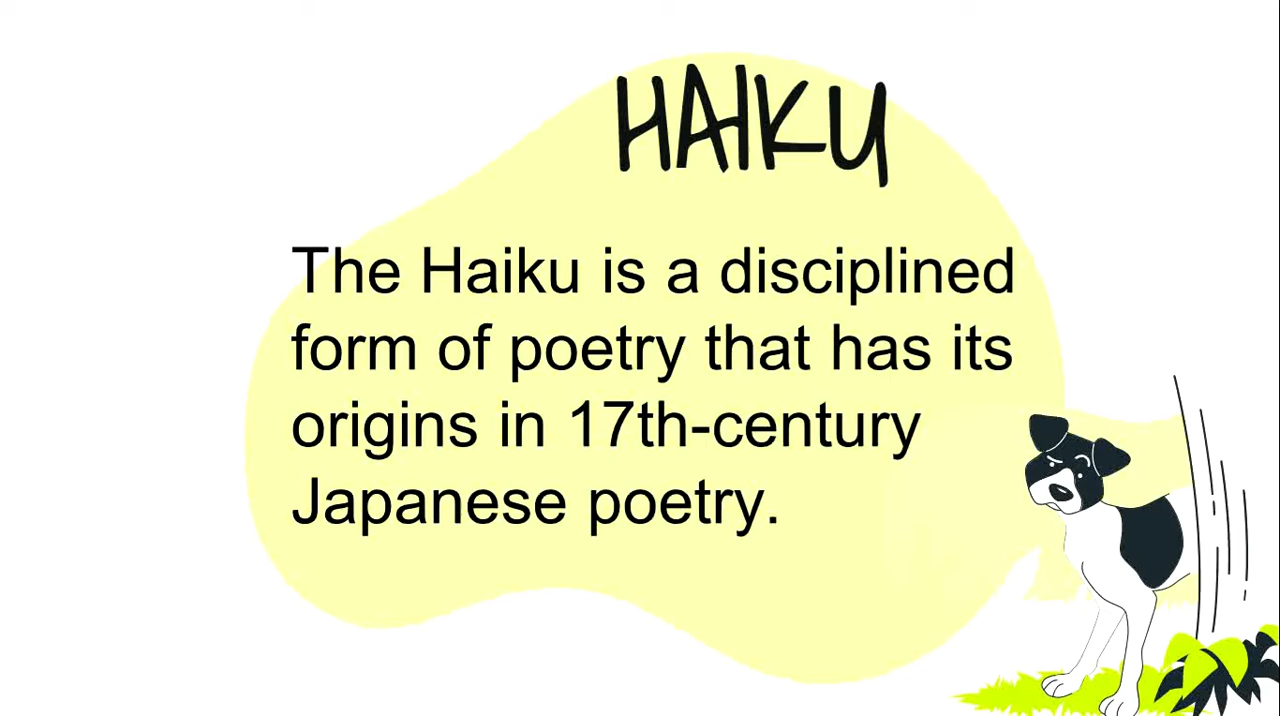 HAIKU
The Haiku is a disciplined
form of poetry that has its
origins in 17th-century
Japanese poetry.